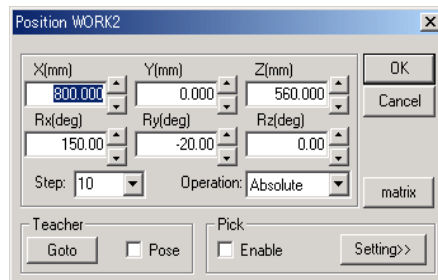 Position WORK2
X(mm) Y(mm) Z(mm) OK
800.000 0.000 560.000 Cancel
Rx(deg) Ry(deg) Rz(deg)
150.00 -20.00 0.00
Step: 10 Operation: Absolute matrix
Teacher Pick
Goto Pose Enable Setting>>